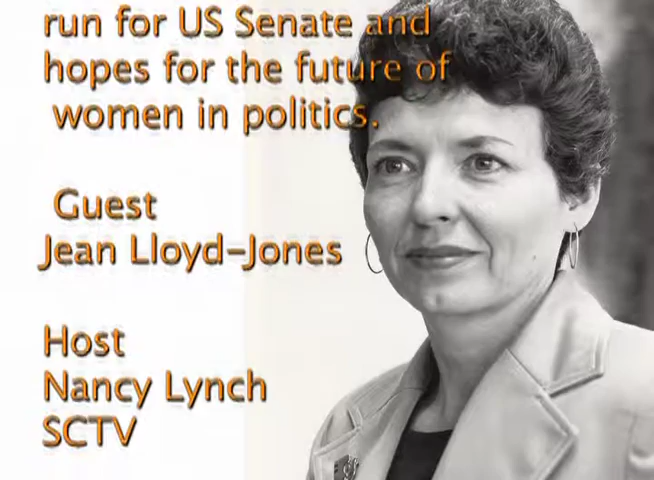 run for US Senate and
hopes for the future of
women in politics.
Guest
Jean Lloyd-Jones
Host
Nancy Lynch
SCTV